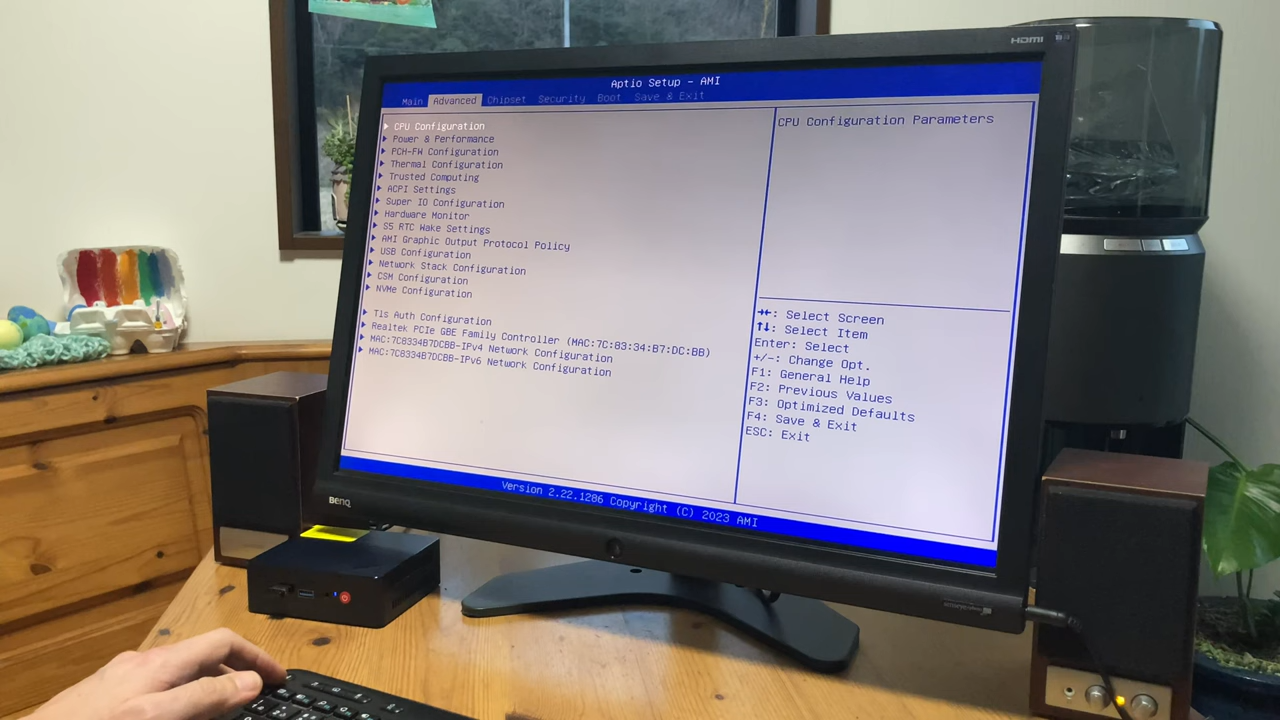 HDMI
Aptio Setup - AMI
Main Advanced Chipset Security Boot Save & Exit
CPU Configuration
Power & Performance
PCH-FW Configuration
Thermal Configuration
Trusted Computing
ACPI Settings
Super IO Configuration
Hardware Monitor
S5 RTC Wake Settings
AMI Graphic Output Protocol Policy
USB Configuration
Network Stack Configuration
CSM Configuration
NVMe Configuration
Tls Auth Configuration
Realtek PCIe GBE Family Controller (MAC:7C:83:34:B7:DC:BB)
MAC:7C8334B7DCBB-IPv4 Network Configuration
MAC:7C8334B7DCBB-IPv6 Network Configuration
CPU Configuration Parameters
→←: Select Screen
↑↓: Select Item
Enter: Select
+/-: Change Opt.
F1: General Help
F2: Previous Values
F3: Optimized Defaults
F4: Save & Exit
ESC: Exit
Version 2.22.1286 Copyright (C) 2023 AMI
BenQ